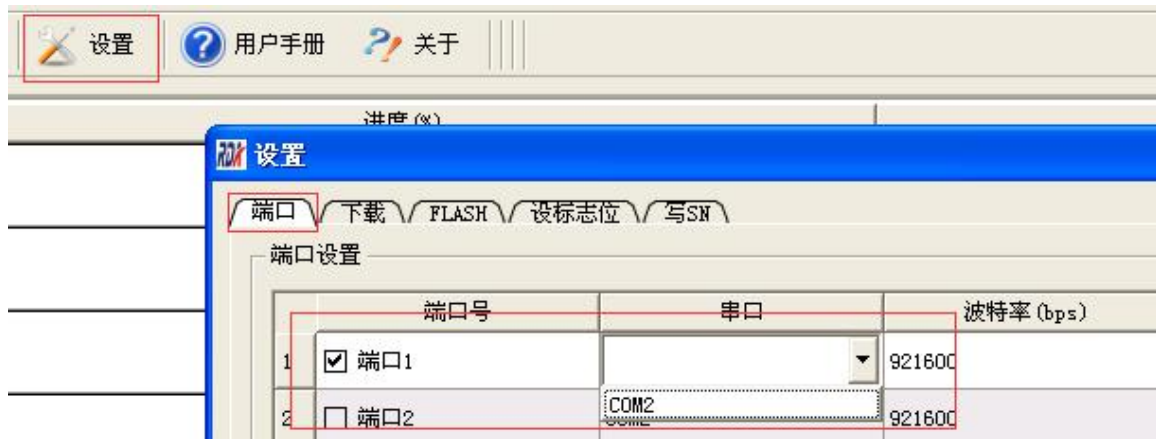 设置 用户手册 关于
进度(%)
RDA 设置
端口 下载 FLASH 设标志位 写SN
端口设置
端口号 串口 波特率(bps)
1 端口1 921600
COM2
2 端口2 COM2 921600